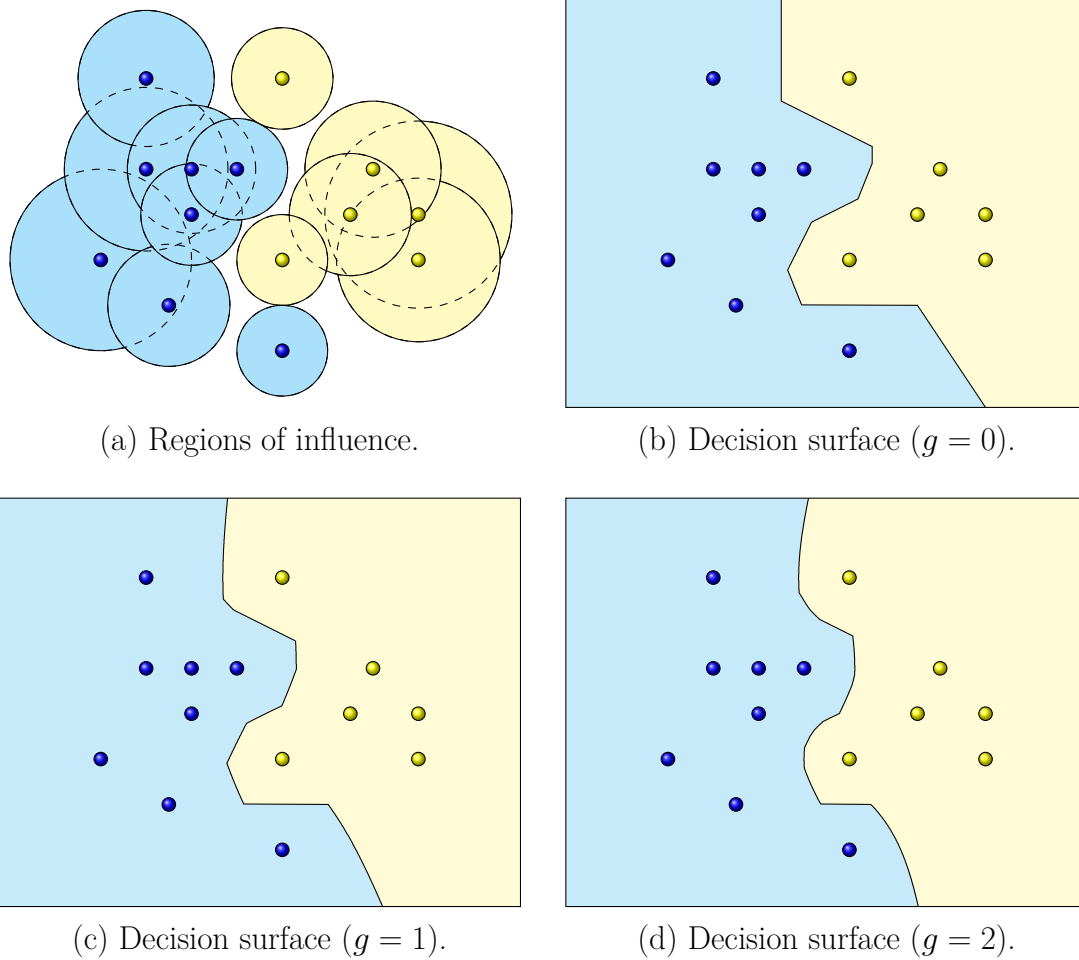 (a) Regions of influence.
(b) Decision surface (g = 0).
(c) Decision surface (g = 1).
(d) Decision surface (g = 2).